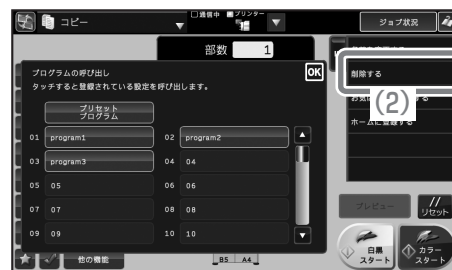 コピー
通信中
プリンター
ジョブ状況
部数 1
プログラムの呼び出し
タッチすると登録されている設定を呼び出します。
OK
削除する
(2)
ホームに登録する
プリセット
プログラム
01 program1
02 program2
03 program3
04 04
05 05
06 06
07 07
08 08
09 09
10 10
プレビュー
リセット
白黒
スタート
カラー
スタート
他の機能
B5 A4